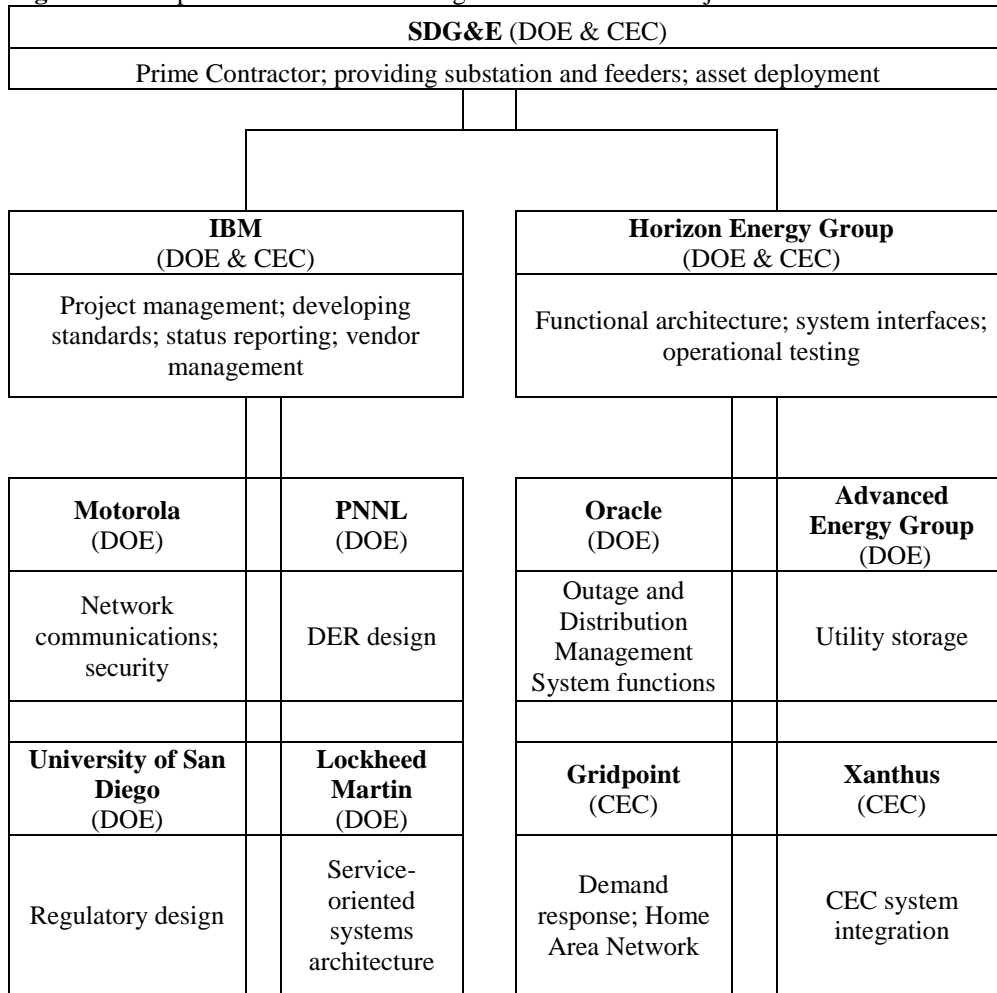 SDG&E (DOE & CEC)
Prime Contractor; providing substation and feeders; asset deployment
IBM
(DOE & CEC)
Project management; developing
standards; status reporting; vendor
management
Horizon Energy Group
(DOE & CEC)
Functional architecture; system interfaces;
operational testing
Motorola
(DOE)
Network
communications;
security
PNNL
(DOE)
DER design
Oracle
(DOE)
Outage and
Distribution
Management
System functions
Advanced
Energy Group
(DOE)
Utility storage
University of San
Diego
(DOE)
Regulatory design
Lockheed
Martin
(DOE)
Service-
oriented
systems
architecture
Gridpoint
(CEC)
Demand
response; Home
Area Network
Xanthus
(CEC)
CEC system
integration